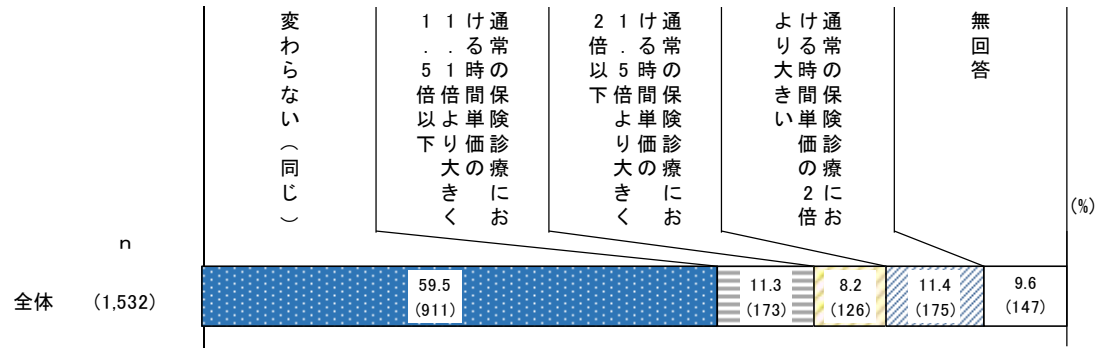 変わらない（同じ）
通常の保険診療にお
ける時間単価の
１.１倍より大きく
１.５倍以下
通常の保険診療にお
ける時間単価の
１.５倍より大きく
２倍以下
通常の保険診療にお
ける時間単価の２倍
より大きい
無回答
(%)
n
全体 (1,532)
59.5 11.3 8.2 11.4 9.6
(911) (173) (126) (175) (147)